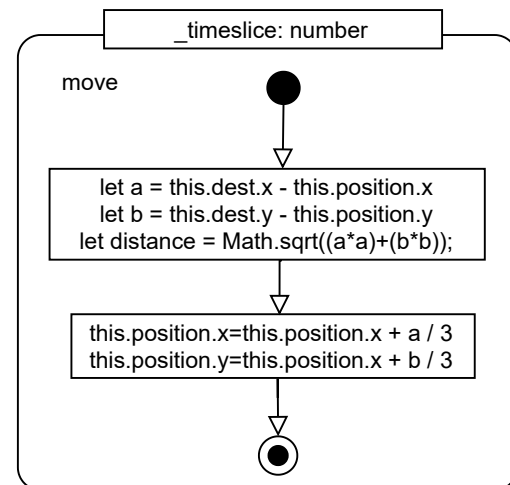 _timeslice: number
move
let a = this.dest.x - this.position.x
let b = this.dest.y - this.position.y
let distance = Math.sqrt((a*a)+(b*b));
this.position.x=this.position.x + a / 3
this.position.y=this.position.x + b / 3